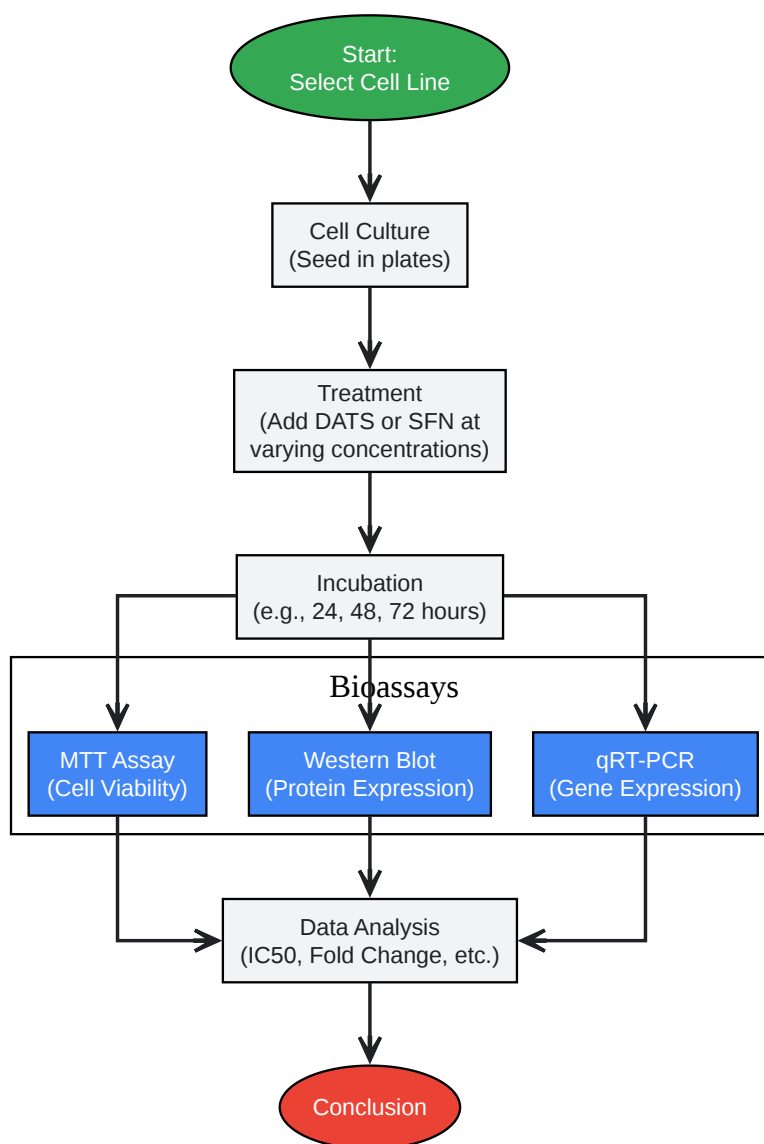 Start:
Select Cell Line
Cell Culture
(Seed in plates)
Treatment
(Add DATS or SFN at
varying concentrations)
Incubation
(e.g., 24, 48, 72 hours)
Bioassays
MTT Assay
(Cell Viability)
Western Blot
(Protein Expression)
qRT-PCR
(Gene Expression)
Data Analysis
(IC50, Fold Change, etc.)
Conclusion